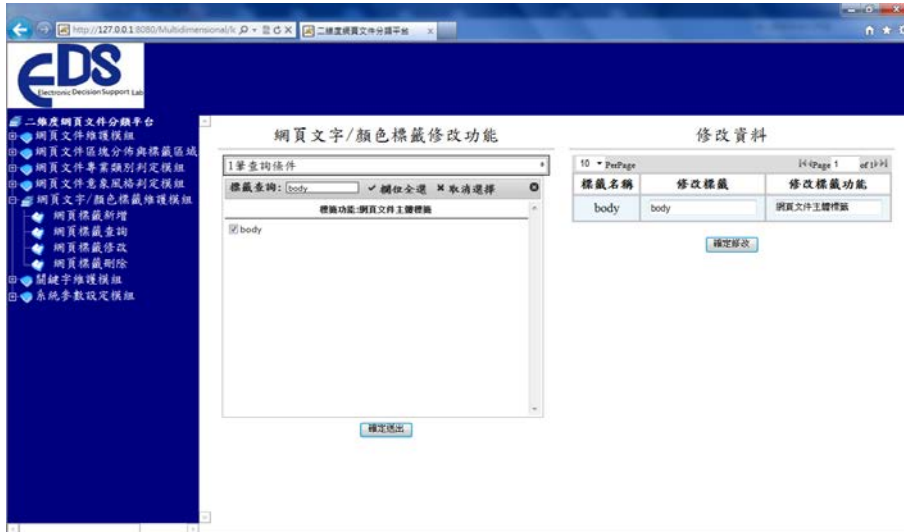 http://127.0.0.1:8080/Multidimensional/k
二維度網頁文件分類平台 x
EDS
Electronic Decision Support Lab
二維度網頁文件分類平台
網頁文件維護模組
網頁文件區塊分佈與標籤區域
網頁文件專業類別判定模組
網頁文件意象風格判定模組
網頁文字/顏色標籤維護模組
網頁標籤新增
網頁標籤查詢
網頁標籤修改
網頁標籤刪除
關鍵字維護模組
系統參數設定模組
網頁文字/顏色標籤修改功能
1筆查詢條件
標籤查詢: body 欄位全選 取消選擇
標籤功能:網頁文件主體標籤
body
確定送出
修改資料
10 PerPage Page 1 of 1
標籤名稱 修改標籤 修改標籤功能
body body 網頁文件主體標籤
確定修改